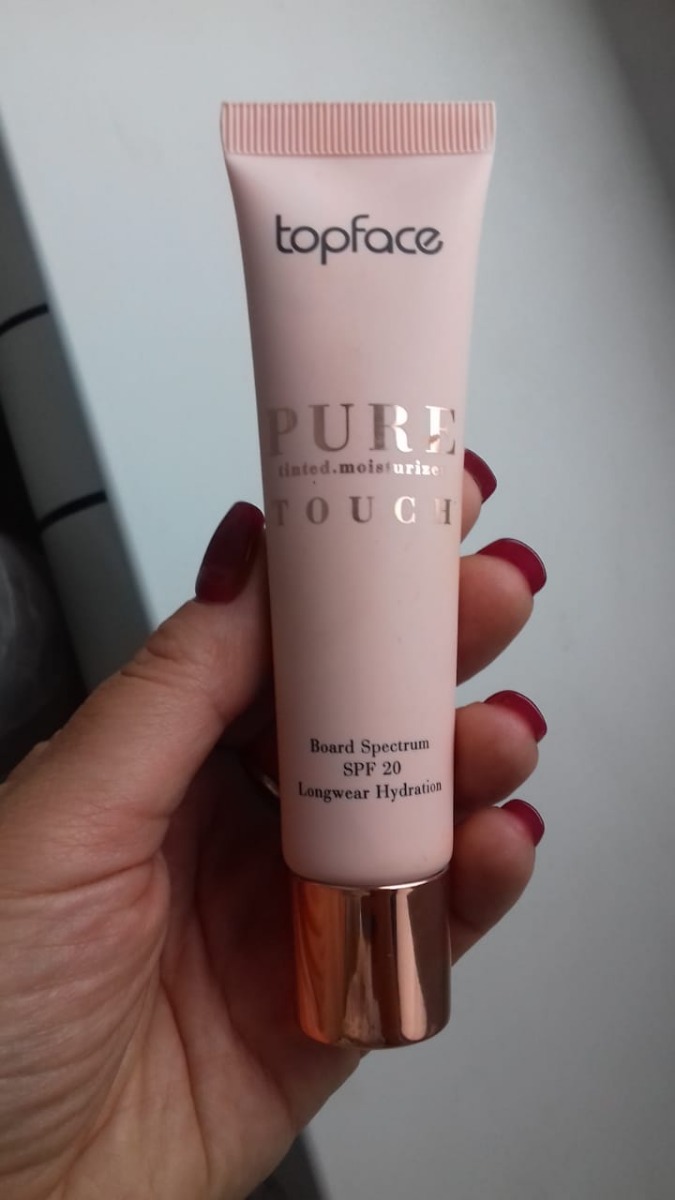 topface
PURE
tinted.moisturize
TOUCH
Board Spectrum
SPF 20
Longwear Hydration